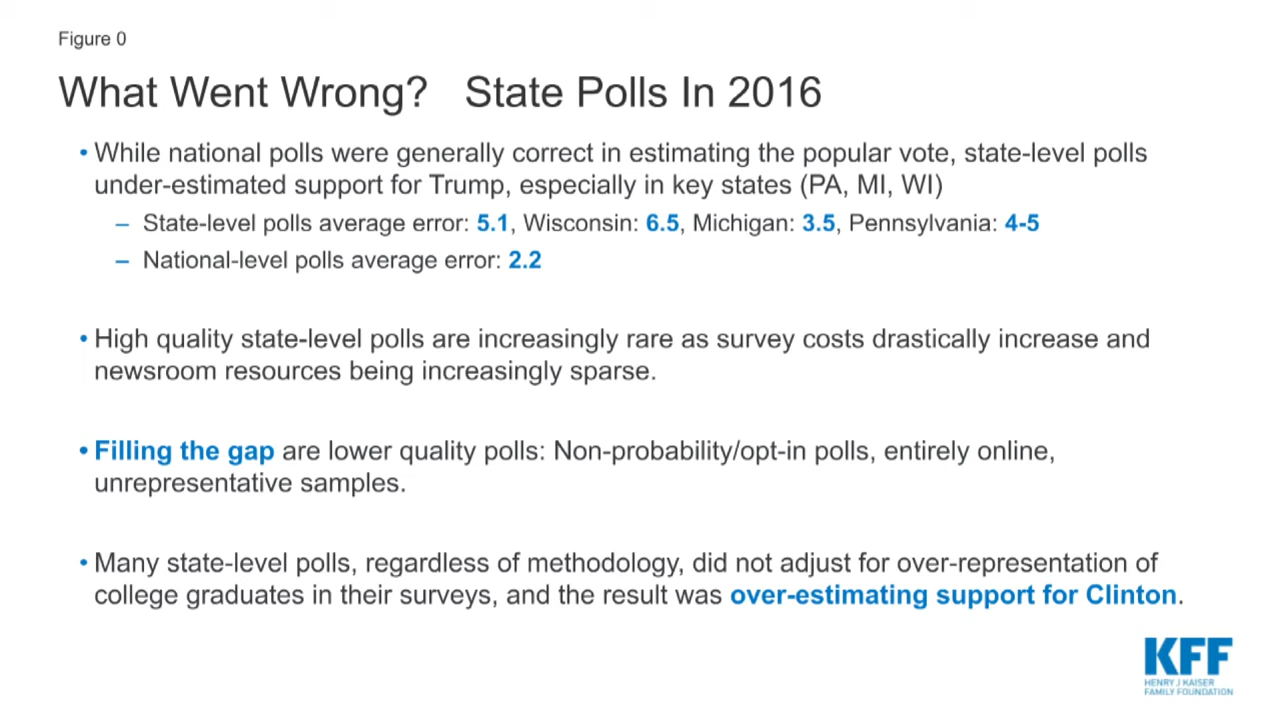 Figure 0
What Went Wrong? State Polls In 2016
• While national polls were generally correct in estimating the popular vote, state-level polls
under-estimated support for Trump, especially in key states (PA, MI, WI)
– State-level polls average error: 5.1, Wisconsin: 6.5, Michigan: 3.5, Pennsylvania: 4-5
– National-level polls average error: 2.2
• High quality state-level polls are increasingly rare as survey costs drastically increase and
newsroom resources being increasingly sparse.
• Filling the gap are lower quality polls: Non-probability/opt-in polls, entirely online,
unrepresentative samples.
• Many state-level polls, regardless of methodology, did not adjust for over-representation of
college graduates in their surveys, and the result was over-estimating support for Clinton.
KFF
HENRY J KAISER
FAMILY FOUNDATION